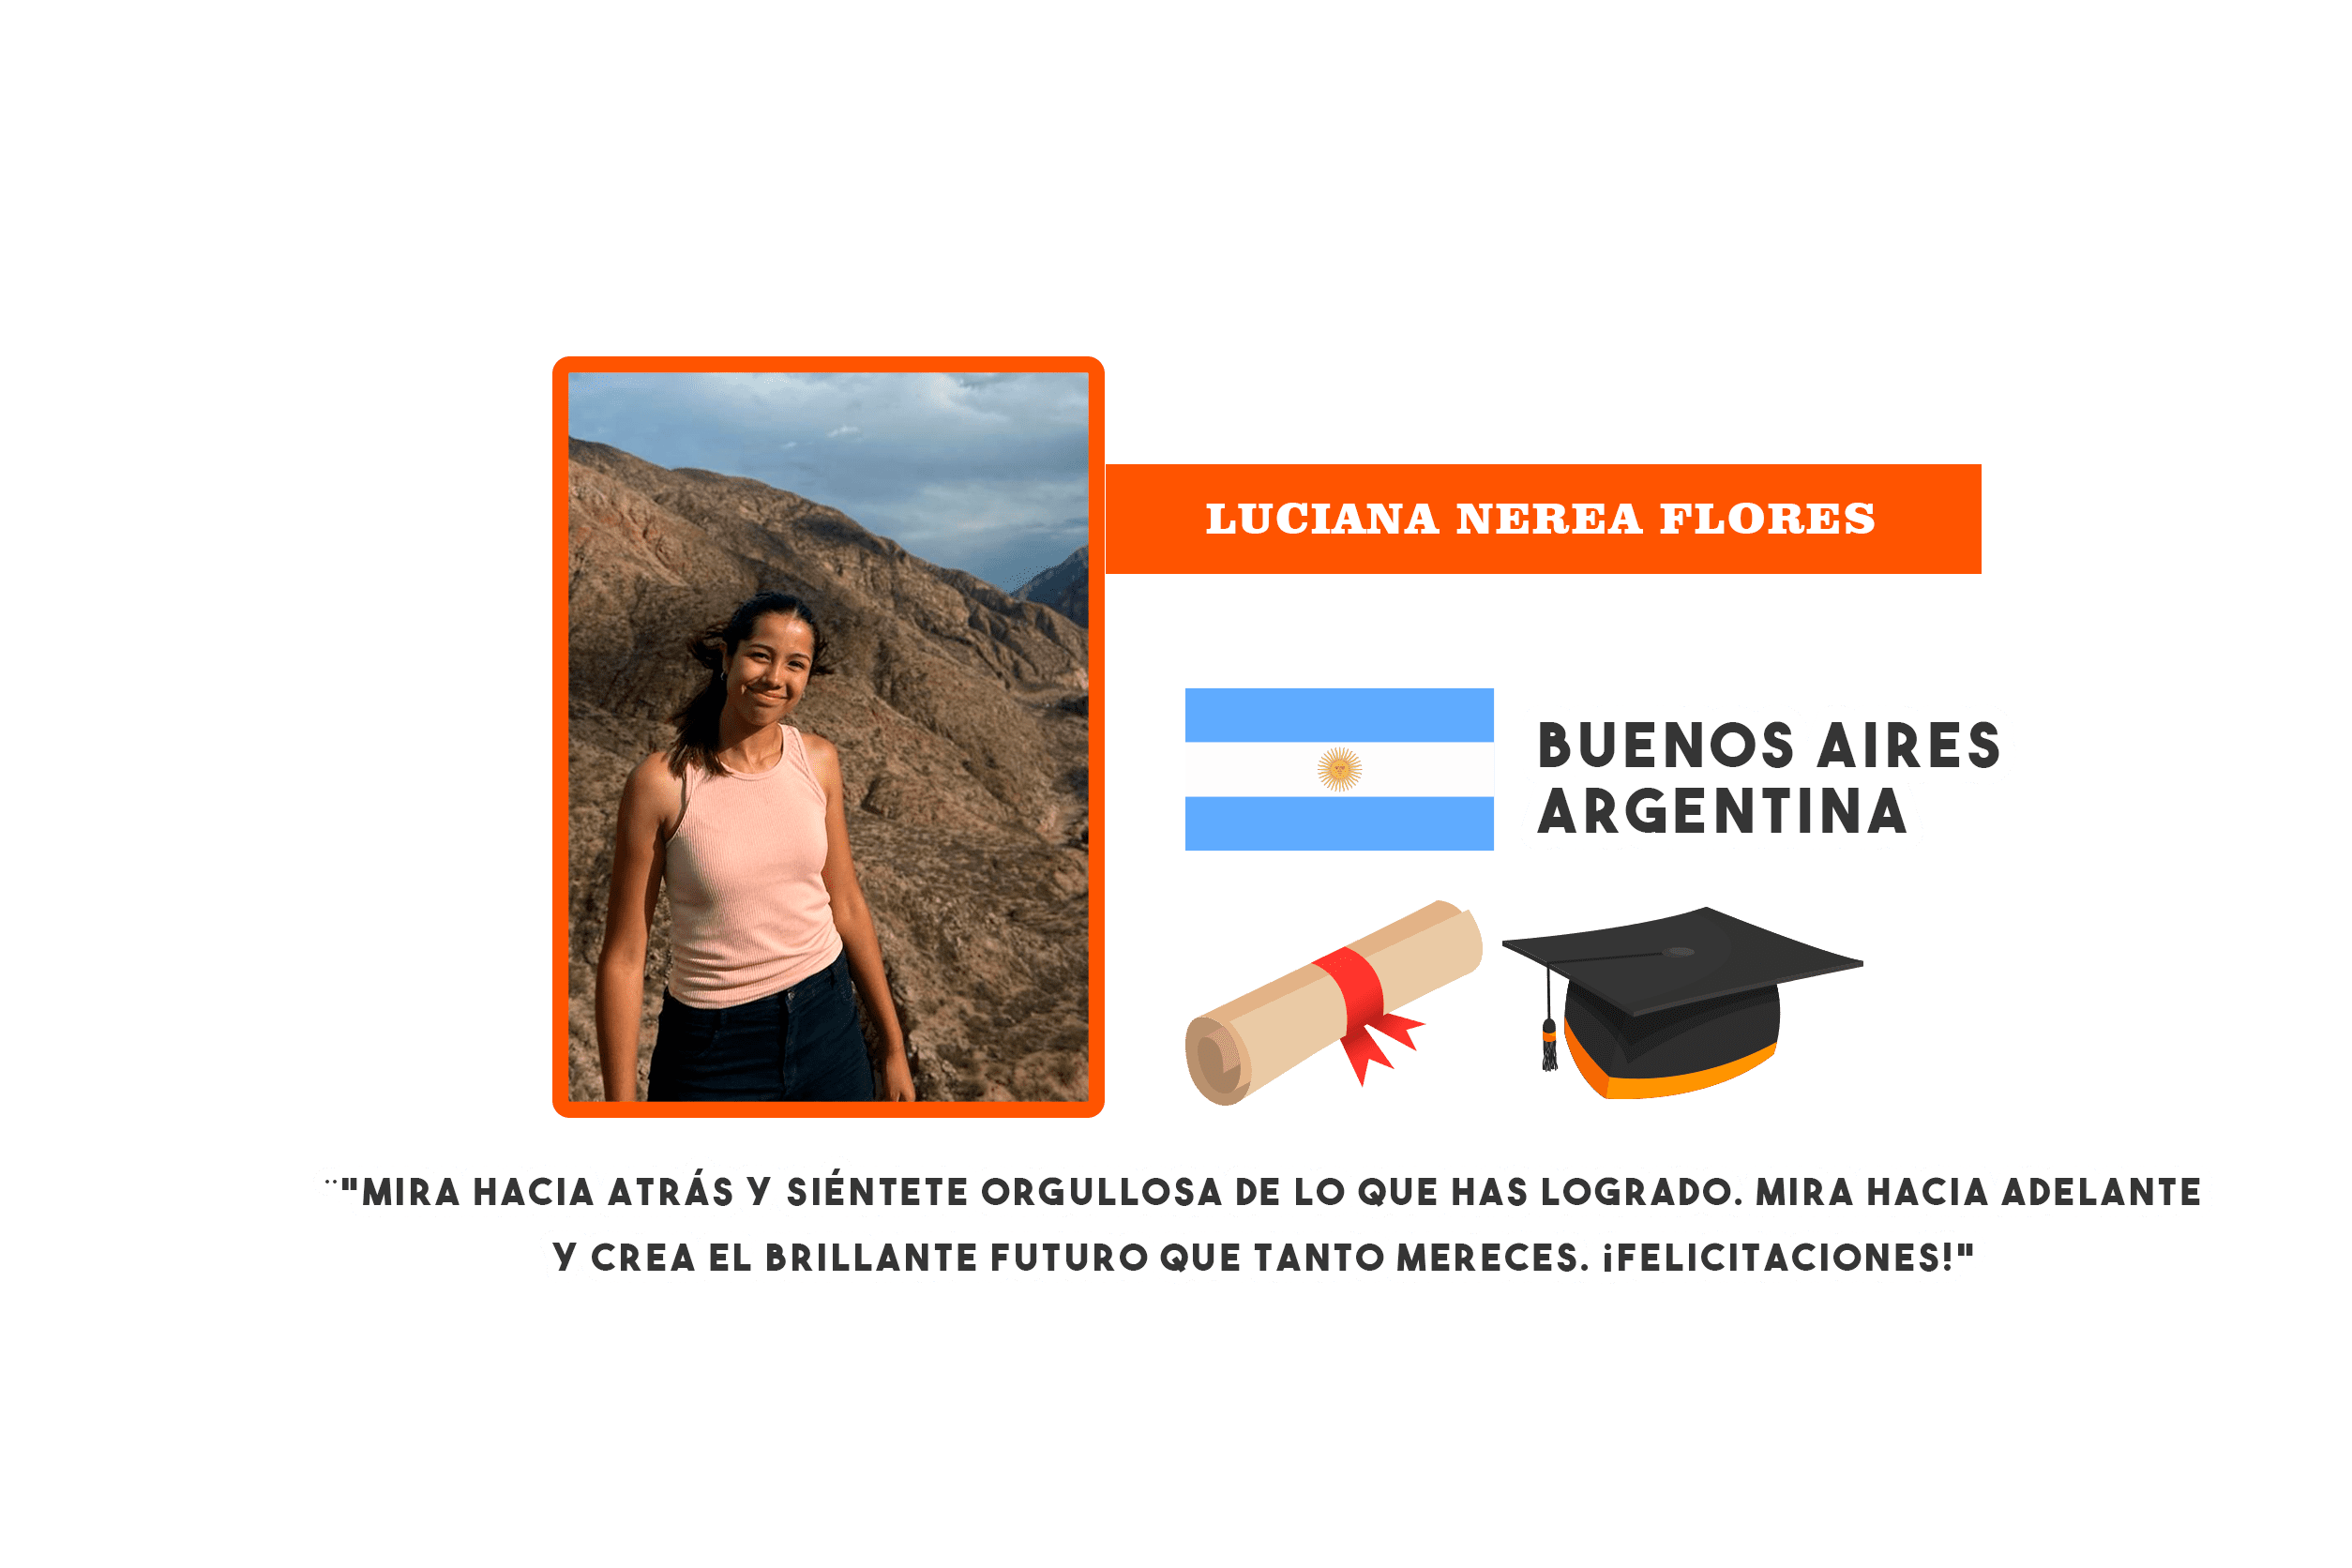 LUCIANA NEREA FLORES
BUENOS AIRES
ARGENTINA
¨"MIRA HACIA ATRÁS Y SIÉNTETE ORGULLOSA DE LO QUE HAS LOGRADO. MIRA HACIA ADELANTE
Y CREA EL BRILLANTE FUTURO QUE TANTO MERECES. ¡FELICITACIONES!"